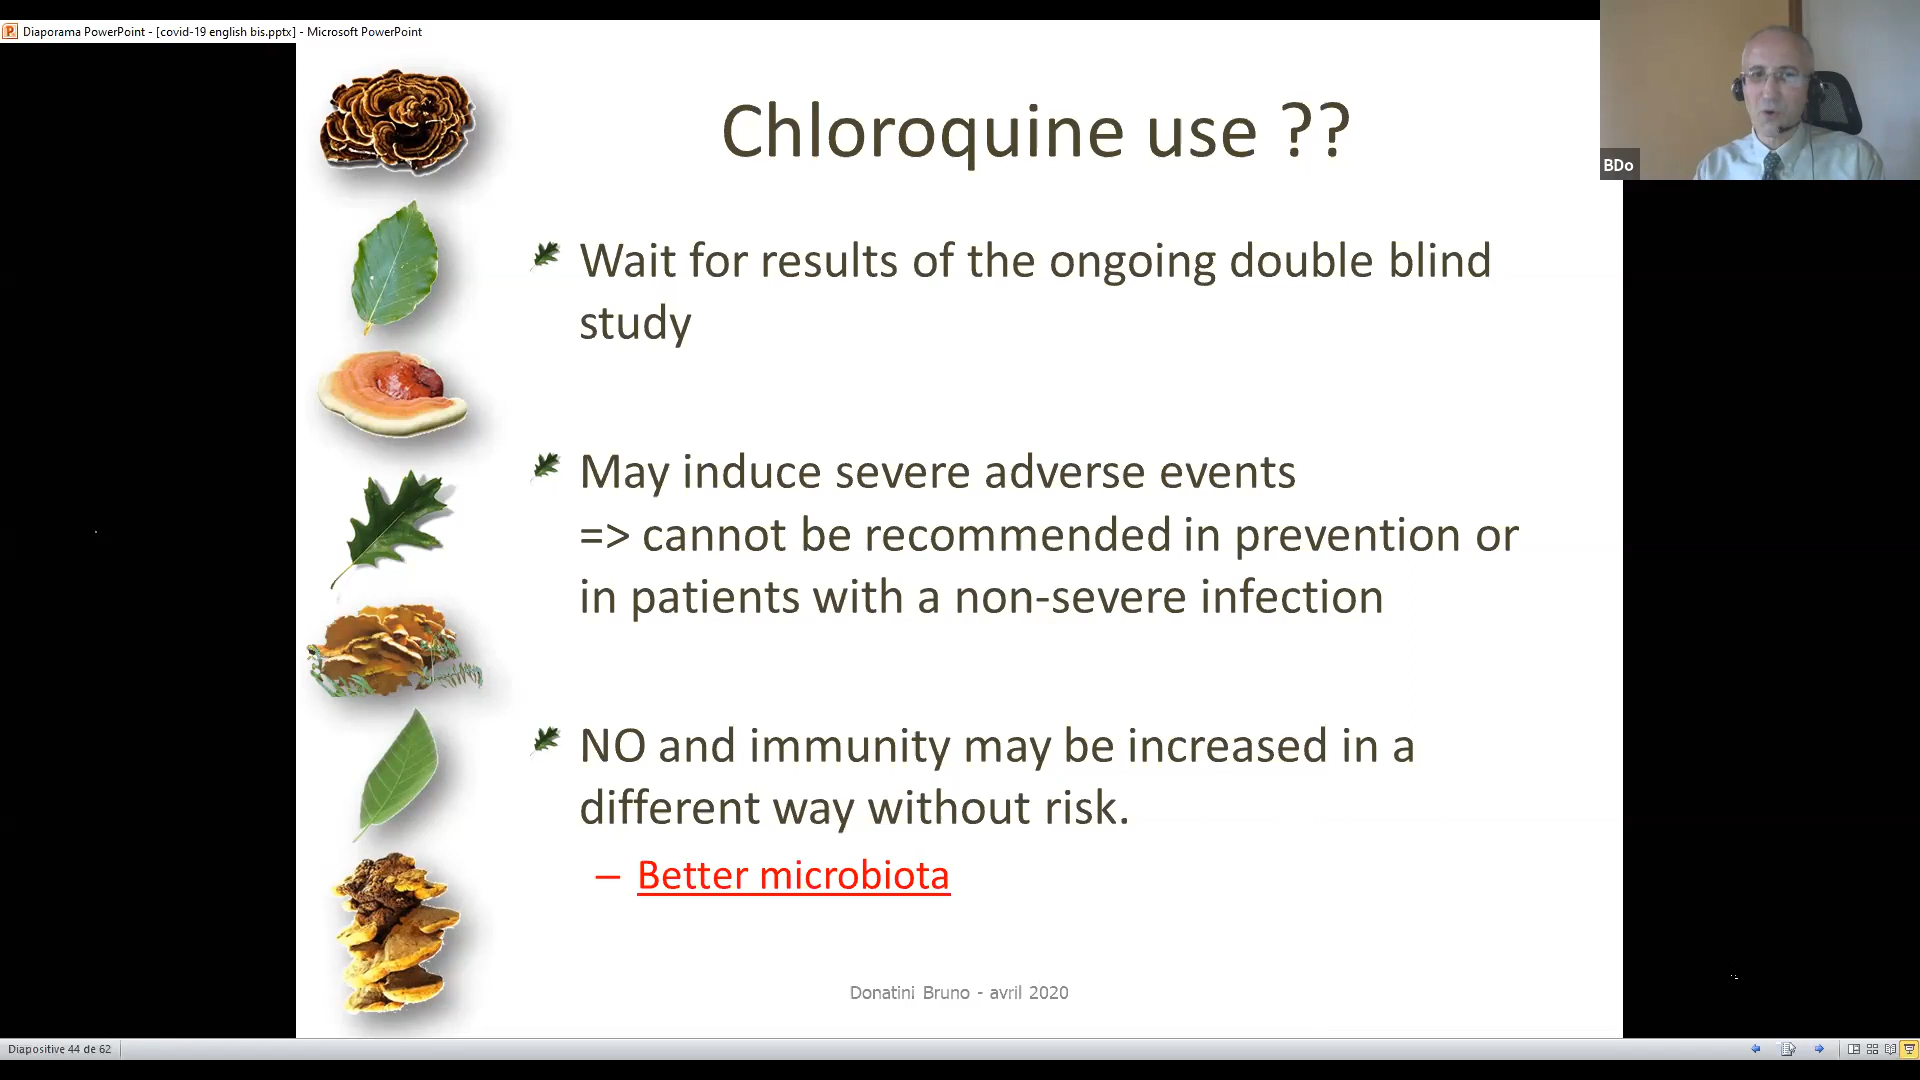 Diaporama PowerPoint - [covid-19 english bis.pptx] - Microsoft PowerPoint
BDo
Chloroquine use ??
Wait for results of the ongoing double blind
study
May induce severe adverse events
=> cannot be recommended in prevention or
in patients with a non-severe infection
NO and immunity may be increased in a
different way without risk.
– Better microbiota
Donatini Bruno - avril 2020
Diapositive 44 de 62